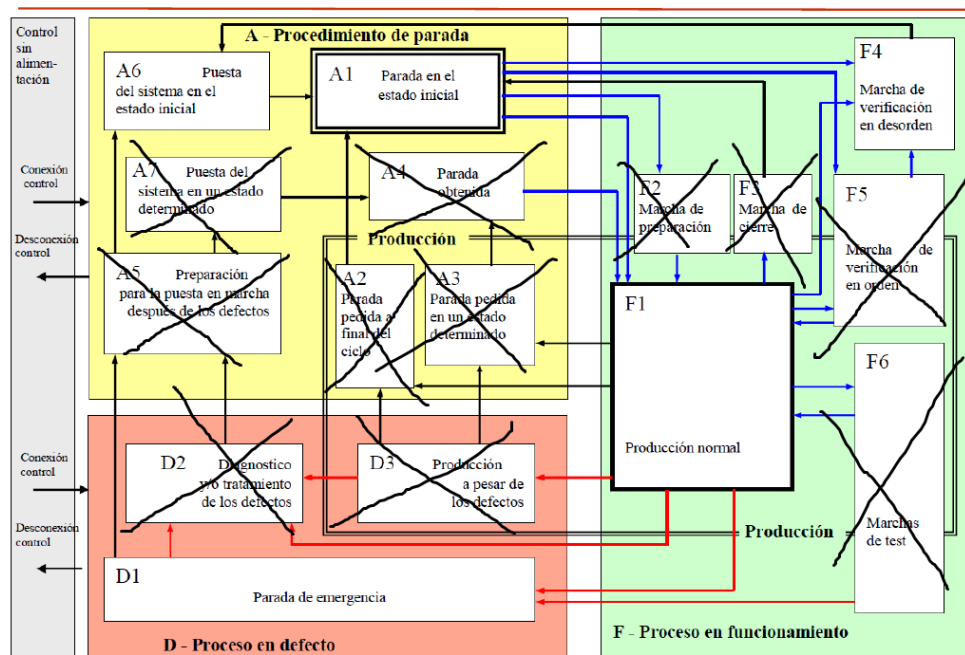 Control
sin
alimen-
tación
A - Procedimiento de parada
A6 Puesta
del sistema en el
estado inicial
A1 Parada en el
estado inicial
F4
Marcha de
verificación
en desorden
Conexión
control
Desconexión
control
A7 Puesta del
sistema en un estado
determinado
A4 Parada
obtenida
F2
Marcha de
preparación
F3
Marcha de
cierre
F5
Marcha de
verificación
en orden
Producción
A5 Preparación
para la puesta en marcha
después de los defectos
A2
Parada
pedida a
final del
ciclo
A3
Parada pedida
en un estado
determinado
F1
Producción normal
F6
Marchas
de test
Producción
Conexión
control
Desconexión
control
D2 Diagnostico
y/o tratamiento
de los defectos
D3 Producción
a pesar de
los defectos
D1
Parada de emergencia
D - Proceso en defecto
F - Proceso en funcionamiento